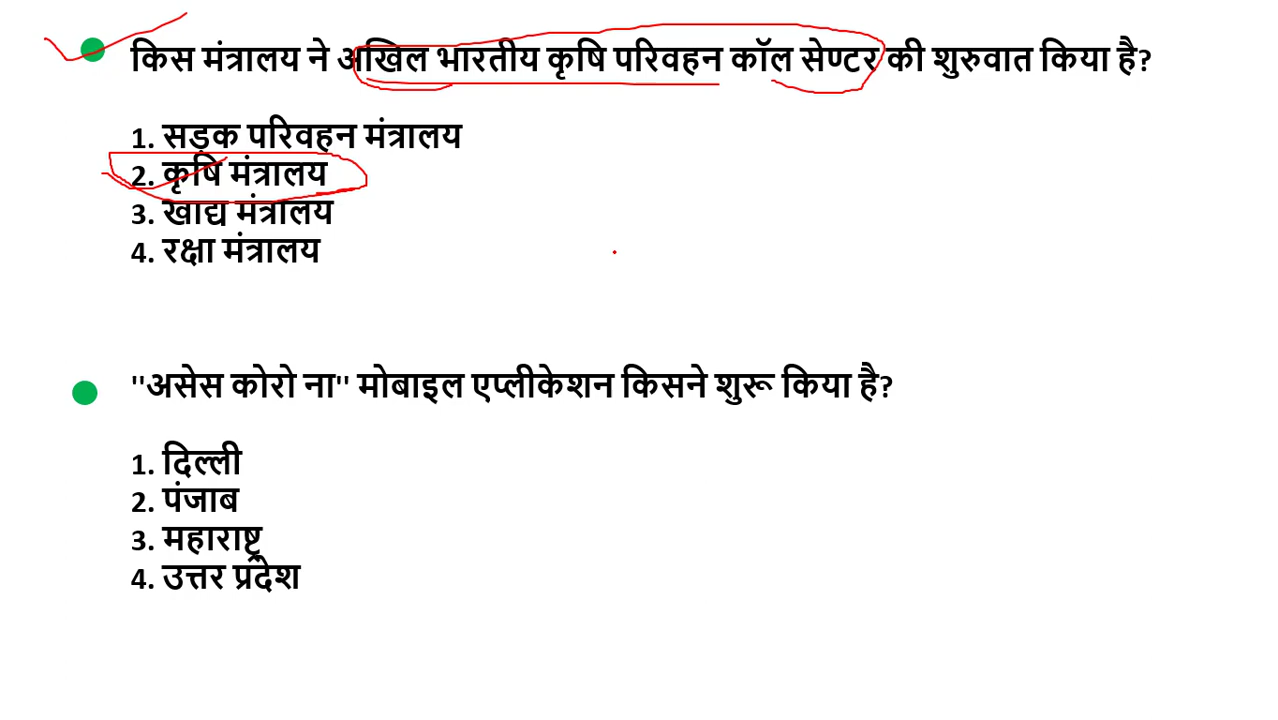 किस मंत्रालय ने अखिल भारतीय कृषि परिवहन कॉल सेण्टर की शुरुवात किया है?
1. सड़क परिवहन मंत्रालय
2. कृषि मंत्रालय
3. खाद्य मंत्रालय
4. रक्षा मंत्रालय
"असेस कोरो ना" मोबाइल एप्लीकेशन किसने शुरू किया है?
1. दिल्ली
2. पंजाब
3. महाराष्ट्र
4. उत्तर प्रदेश